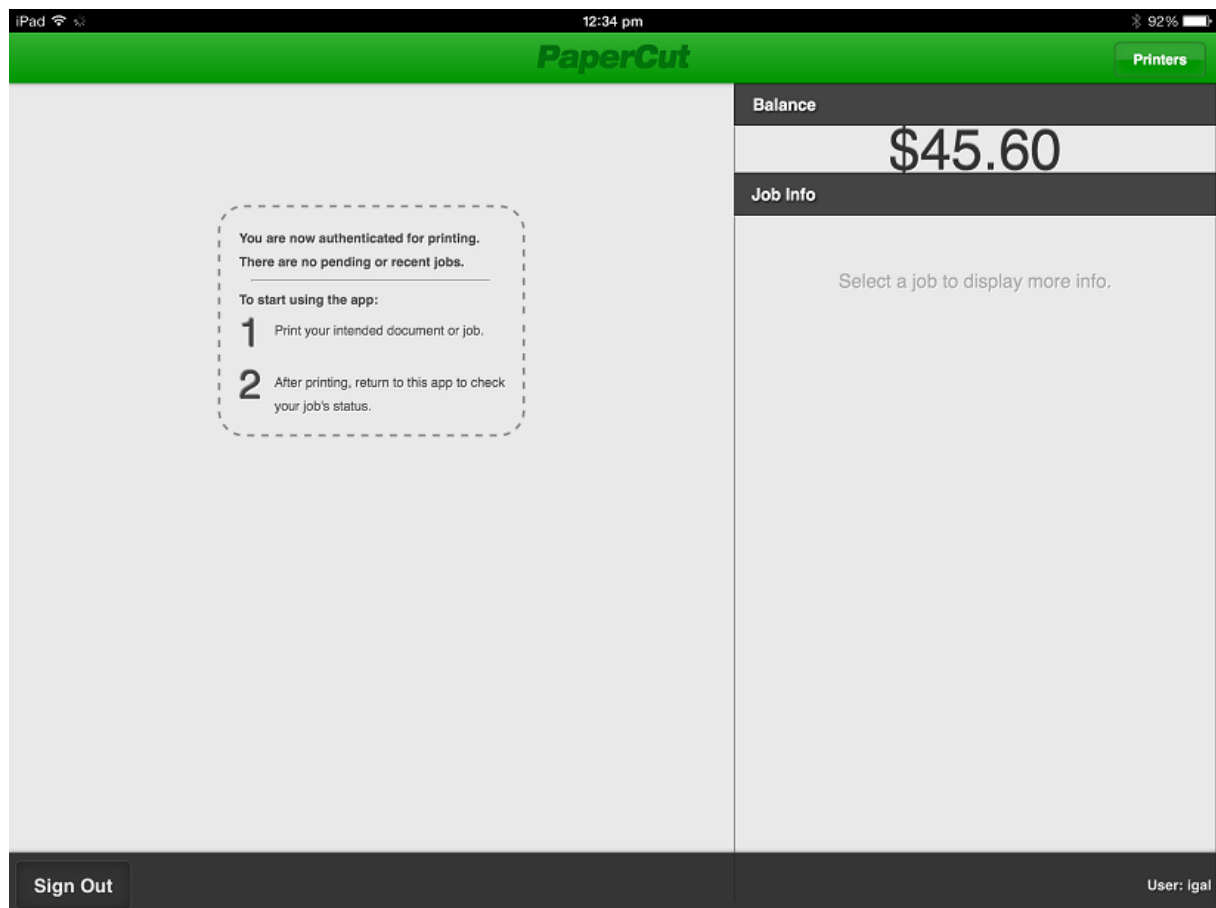 iPad 12:34 pm 92%
PaperCut
Printers
Balance
$45.60
Job Info
You are now authenticated for printing.
There are no pending or recent jobs.
To start using the app:
1 Print your intended document or job.
2 After printing, return to this app to check
your job's status.
Select a job to display more info.
Sign Out
User: igal